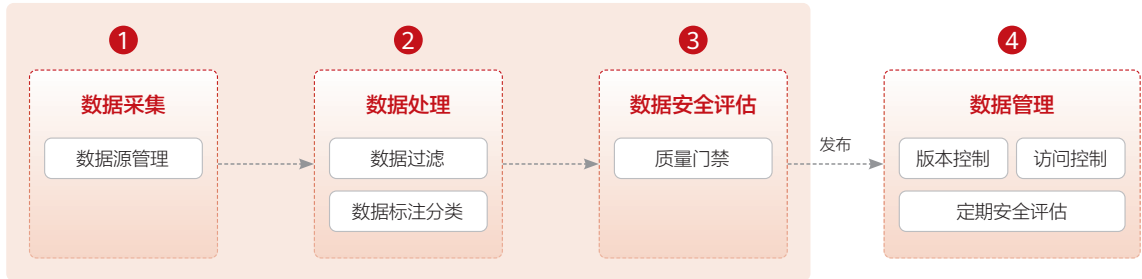 1
2
3
4
数据采集
数据源管理
数据处理
数据过滤
数据标注分类
数据安全评估
质量门禁
发布
数据管理
版本控制
访问控制
定期安全评估